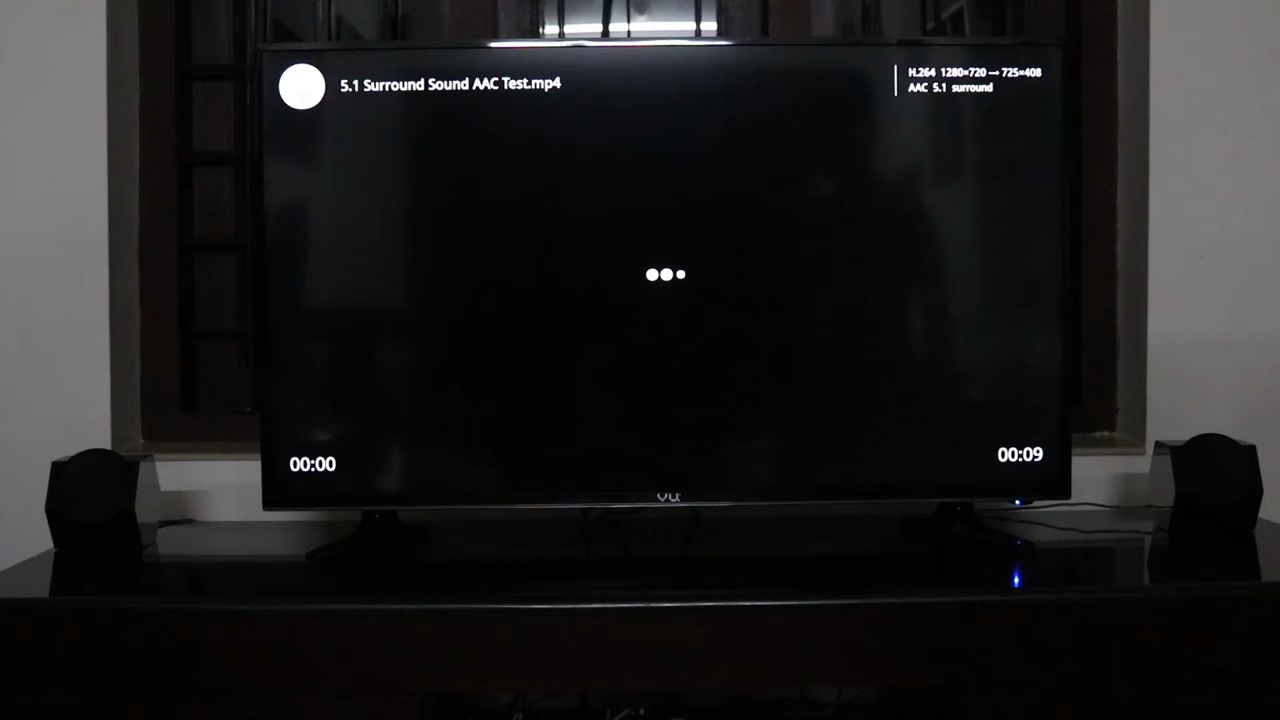 5.1 Surround Sound AAC Test.mp4
H.264 1280×720 → 725×408
AAC 5.1 surround
00:00
00:09
VU